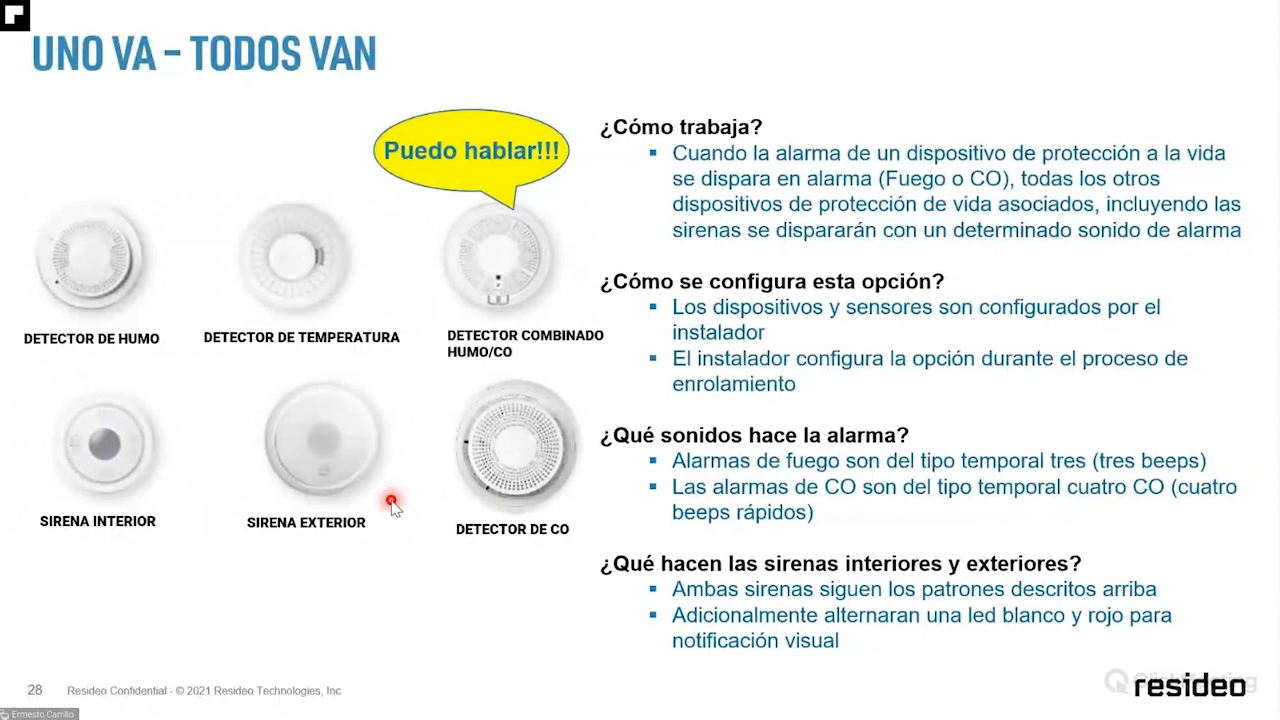 UNO VA – TODOS VAN
Puedo hablar!!!
DETECTOR DE HUMO
DETECTOR DE TEMPERATURA
DETECTOR COMBINADO
HUMO/CO
SIRENA INTERIOR
SIRENA EXTERIOR
DETECTOR DE CO
¿Cómo trabaja?
Cuando la alarma de un dispositivo de protección a la vida
se dispara en alarma (Fuego o CO), todas los otros
dispositivos de protección de vida asociados, incluyendo las
sirenas se dispararán con un determinado sonido de alarma
¿Cómo se configura esta opción?
Los dispositivos y sensores son configurados por el
instalador
El instalador configura la opción durante el proceso de
enrolamiento
¿Qué sonidos hace la alarma?
Alarmas de fuego son del tipo temporal tres (tres beeps)
Las alarmas de CO son del tipo temporal cuatro CO (cuatro
beeps rápidos)
¿Qué hacen las sirenas interiores y exteriores?
Ambas sirenas siguen los patrones descritos arriba
Adicionalmente alternaran una led blanco y rojo para
notificación visual
28
Resideo Confidential - © 2021 Resideo Technologies, Inc
resideo
Ermesto Carrillo